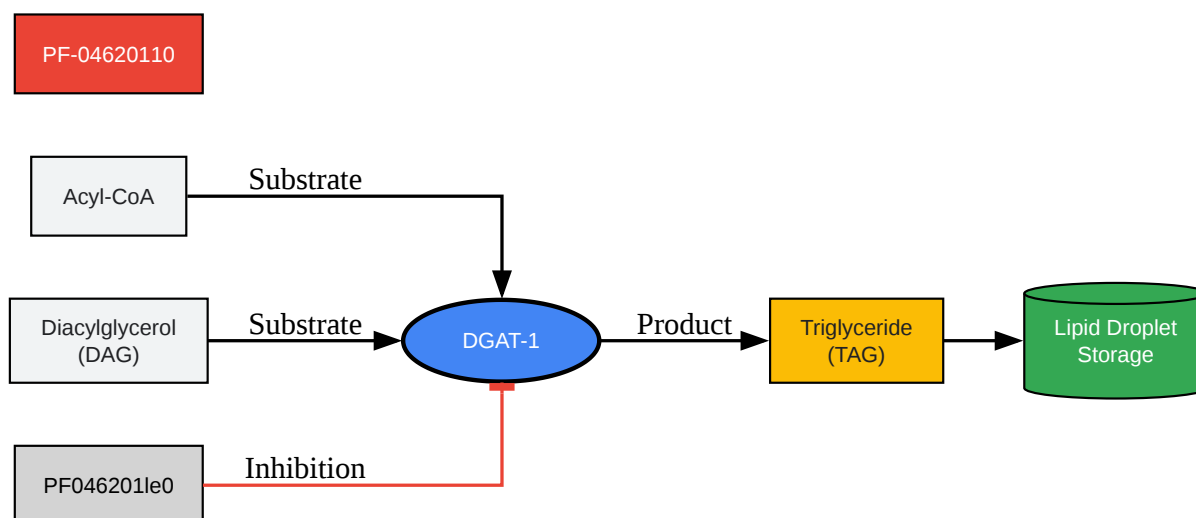 PF-04620110
Acyl-CoA
Substrate
Diacylglycerol
(DAG)
Substrate
DGAT-1
Product
Triglyceride
(TAG)
Lipid Droplet
Storage
PF046201le0
Inhibition